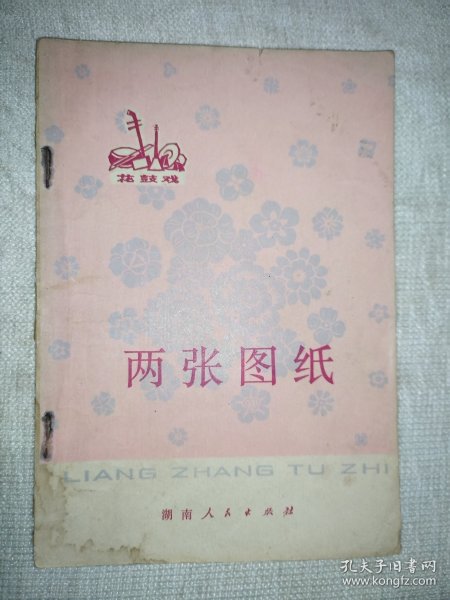 花鼓戏
两张图纸
LIANG ZHANG TU ZHI
湖南人民出版社
孔夫子旧书网
www.kongfz.com